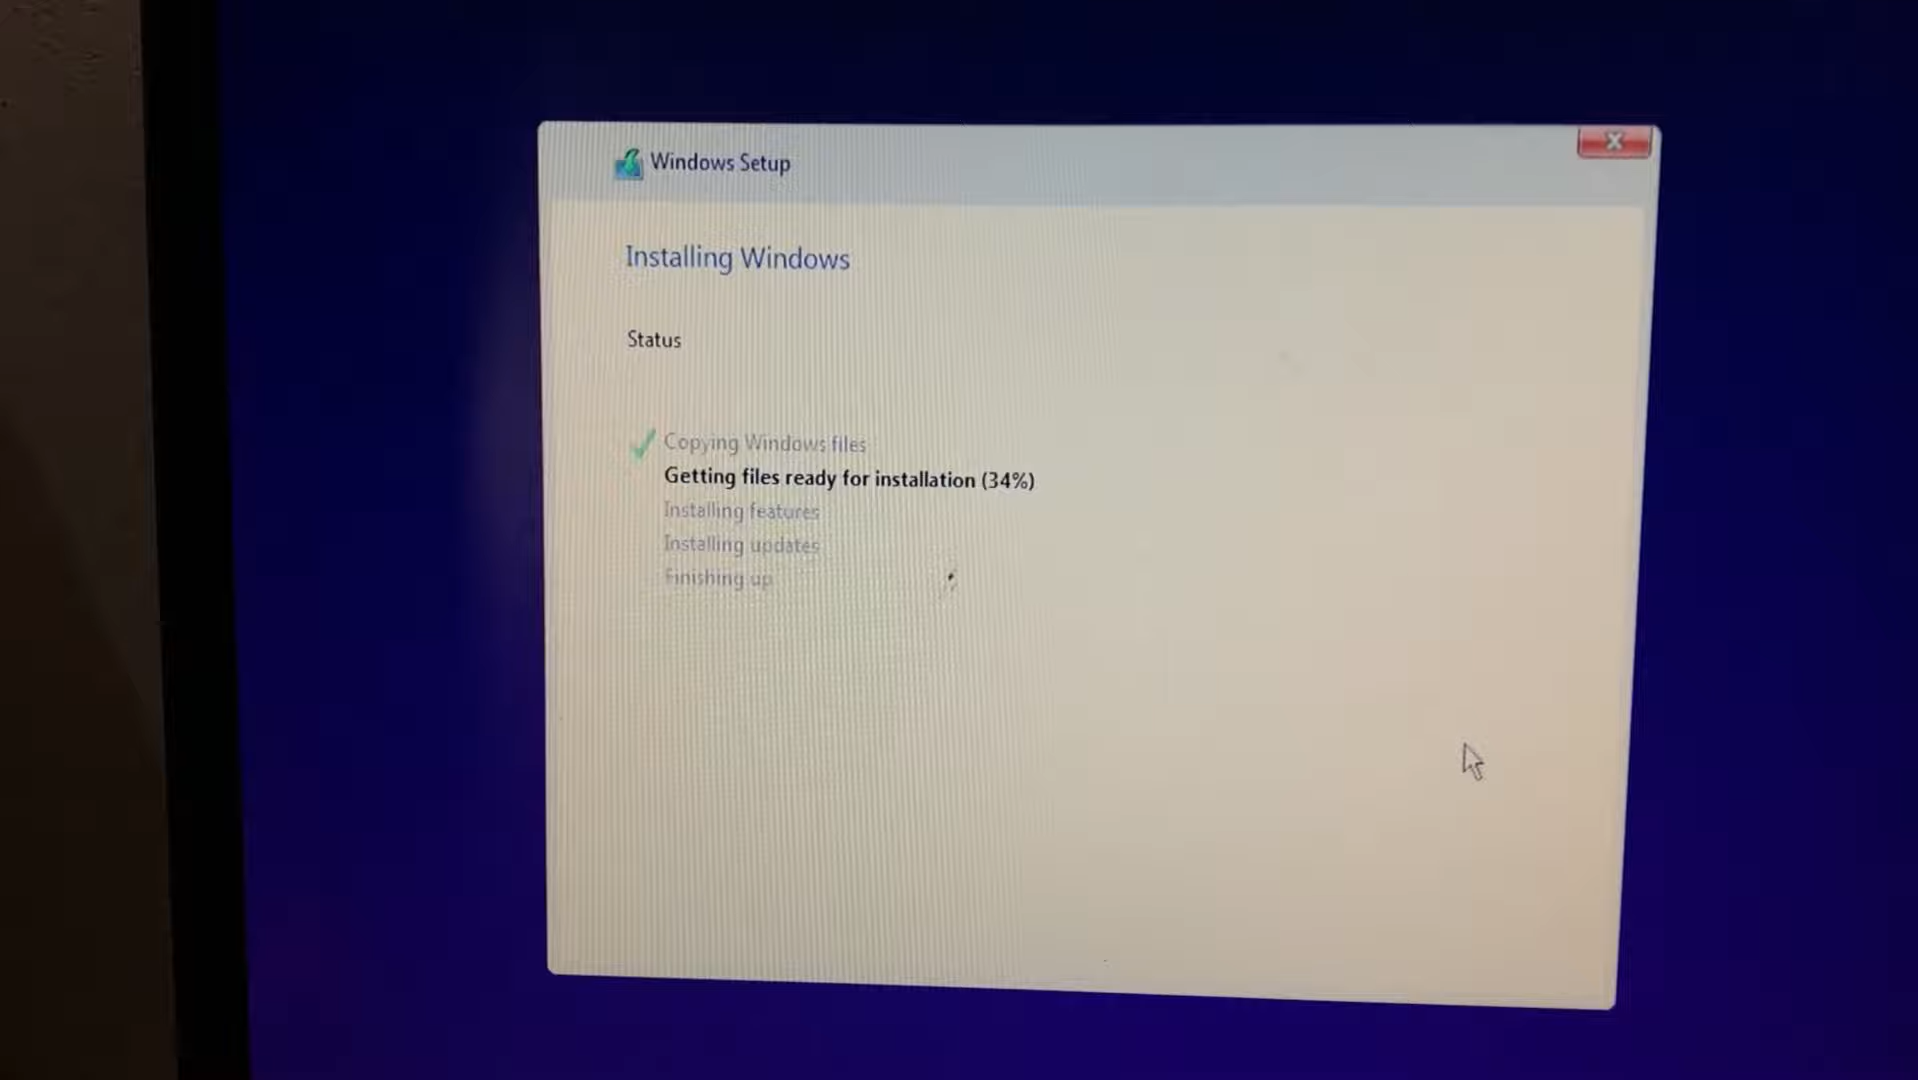 Windows Setup
Installing Windows
Status
Copying Windows files
Getting files ready for installation (34%)
Installing features
Installing updates
Finishing up